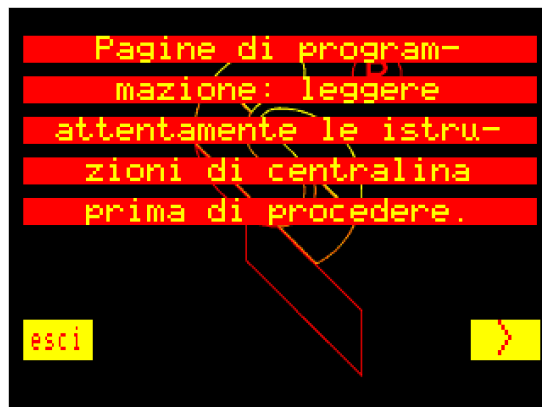 Pagine di program-
mazione: leggere
attentamente le istru-
zioni di centralina
prima di procedere.
esci >